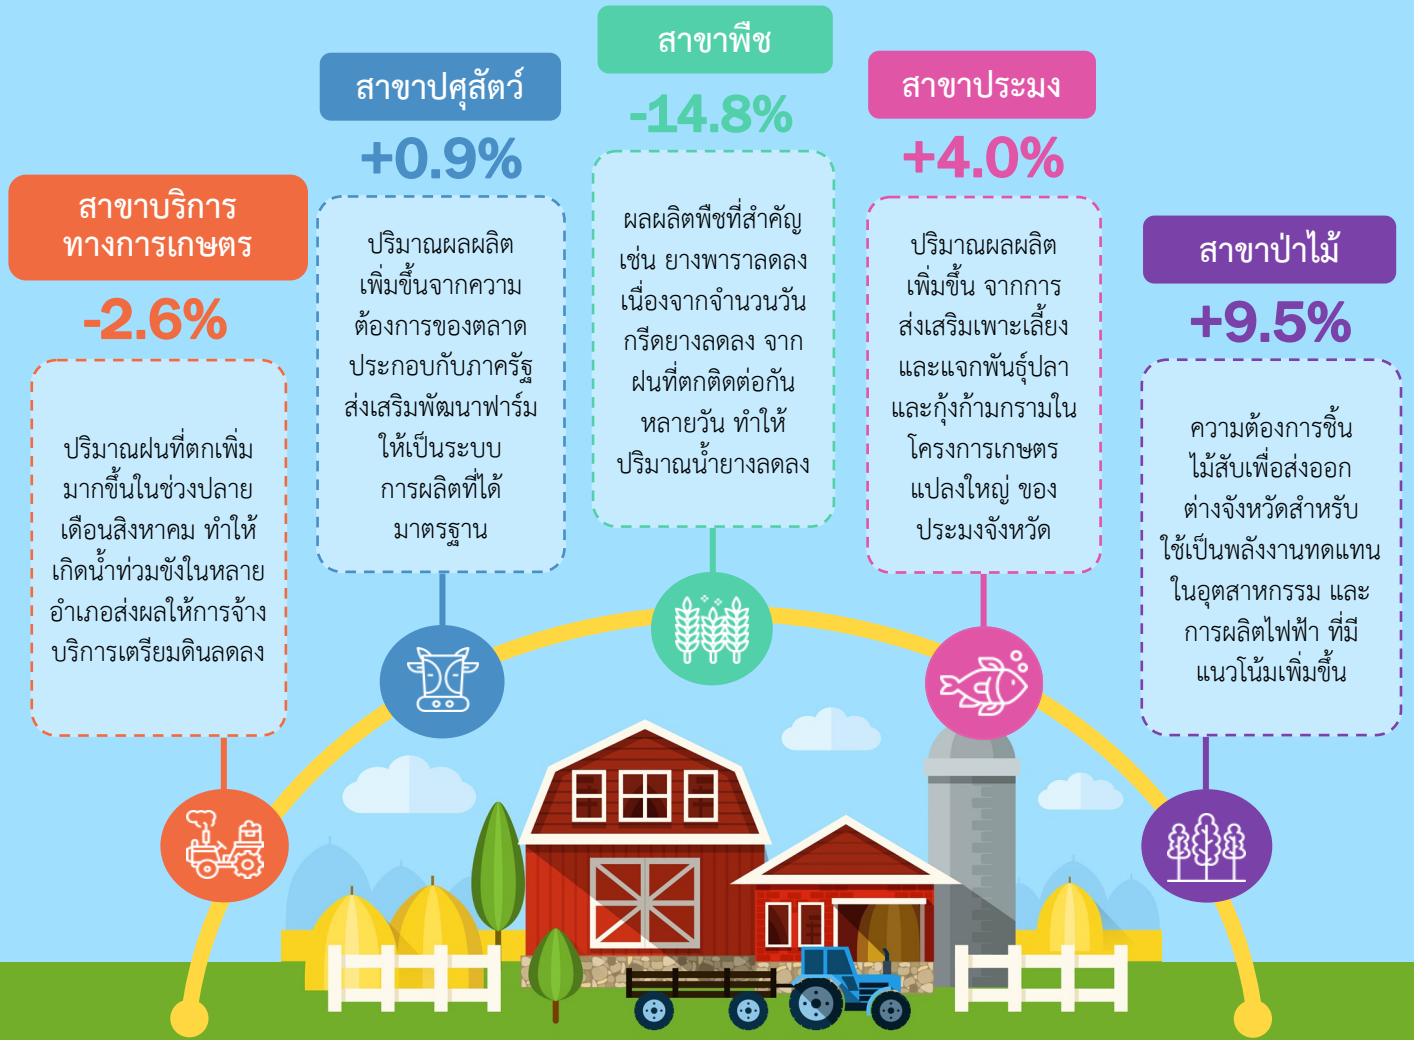 สาขาบริการ
ทางการเกษตร
-2.6%
ปริมาณฝนที่ตกเพิ่ม
มากขึ้นในช่วงปลาย
เดือนสิงหาคม ทำให้
เกิดน้ำท่วมขังในหลาย
อำเภอส่งผลให้การจ้าง
บริการเตรียมดินลดลง
สาขาปศุสัตว์
+0.9%
ปริมาณผลผลิต
เพิ่มขึ้นจากความ
ต้องการของตลาด
ประกอบกับภาครัฐ
ส่งเสริมพัฒนาฟาร์ม
ให้เป็นระบบ
การผลิตที่ได้
มาตรฐาน
สาขาพืช
-14.8%
ผลผลิตพืชที่สำคัญ
เช่น ยางพาราลดลง
เนื่องจากจำนวนวัน
กรีดยางลดลง จาก
ฝนที่ตกติดต่อกัน
หลายวัน ทำให้
ปริมาณน้ำยางลดลง
สาขาประมง
+4.0%
ปริมาณผลผลิต
เพิ่มขึ้น จากการ
ส่งเสริมเพาะเลี้ยง
และแจกพันธุ์ปลา
และกุ้งก้ามกรามใน
โครงการเกษตร
แปลงใหญ่ ของ
ประมงจังหวัด
สาขาป่าไม้
+9.5%
ความต้องการชิ้น
ไม้สับเพื่อส่งออก
ต่างจังหวัดสำหรับ
ใช้เป็นพลังงานทดแทน
ในอุตสาหกรรม และ
การผลิตไฟฟ้า ที่มี
แนวโน้มเพิ่มขึ้น